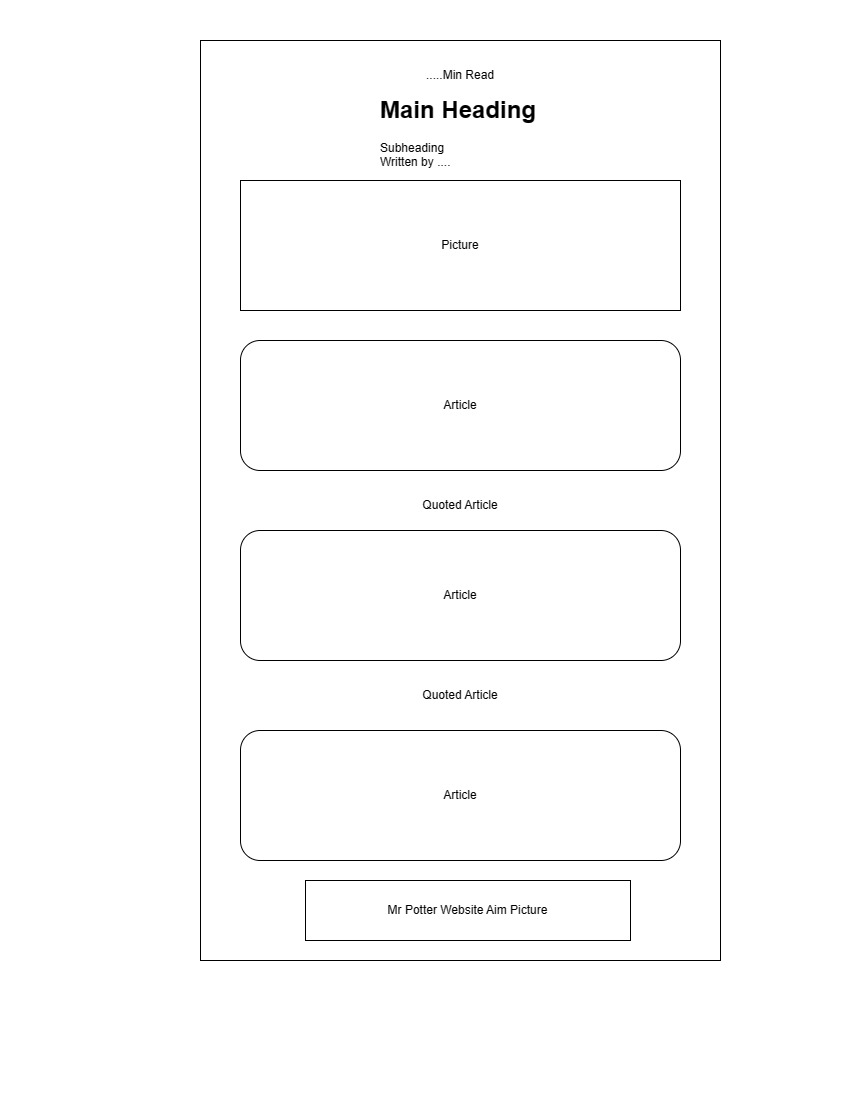 .....Min Read
Main Heading
Subheading
Written by ....
Picture
Article
Quoted Article
Article
Quoted Article
Article
Mr Potter Website Aim Picture